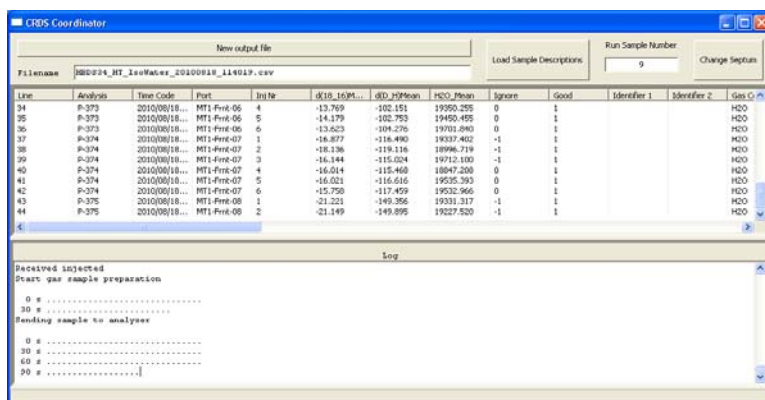 CRDS Coordinator
New output file
Filename HBDS34_HT_IsoWater_20100818_114019.csv
Load Sample Descriptions
Run Sample Number
9
Change Septum
Line Analysis Time Code Port Inj Nr d(18_16)M... d(D_H)Mean H2O_Mean Ignore Good Identifier 1 Identifier 2 Gas C
34 P-373 2010/08/18... MT1-Frnt-06 4 -13.769 -102.151 19350.255 0 1 H2O
35 P-373 2010/08/18... MT1-Frnt-06 5 -14.179 -102.753 19450.455 0 1 H2O
36 P-373 2010/08/18... MT1-Frnt-06 6 -13.623 -104.276 19701.840 0 1 H2O
37 P-374 2010/08/18... MT1-Frnt-07 1 -16.877 -116.490 19337.402 -1 1 H2O
38 P-374 2010/08/18... MT1-Frnt-07 2 -18.136 -119.116 18996.719 -1 1 H2O
39 P-374 2010/08/18... MT1-Frnt-07 3 -16.144 -115.024 19712.100 -1 1 H2O
40 P-374 2010/08/18... MT1-Frnt-07 4 -16.014 -115.468 18847.288 0 1 H2O
41 P-374 2010/08/18... MT1-Frnt-07 5 -16.021 -116.616 19535.393 0 1 H2O
42 P-374 2010/08/18... MT1-Frnt-07 6 -15.758 -117.459 19532.966 0 1 H2O
43 P-375 2010/08/18... MT1-Frnt-08 1 -21.221 -149.356 19331.317 -1 1 H2O
44 P-375 2010/08/18... MT1-Frnt-08 2 -21.149 -149.895 19227.520 -1 1 H2O
Log
Received injected
Start gas sample preparation
0 s ...............................
30 s .........................
Sending sample to analyser
0 s ...............................
30 s ...............................
60 s ...............................
90 s ...................